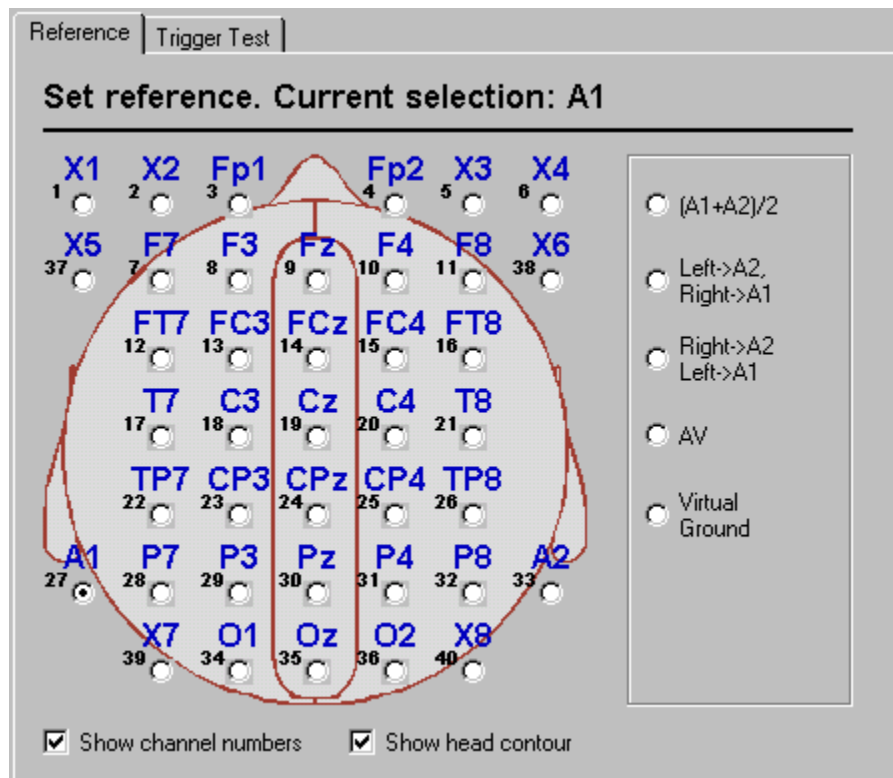 Reference
Trigger Test
Set reference. Current selection: A1
X1 X2 Fp1 Fp2 X3 X4
1 2 3 4 5 6
X5 F7 F3 Fz F4 F8 X6
37 7 8 9 10 11 38
FT7 FC3 FCz FC4 FT8
12 13 14 15 16
T7 C3 Cz C4 T8
17 18 19 20 21
TP7 CP3 CPz CP4 TP8
22 23 24 25 26
A1 P7 P3 Pz P4 P8 A2
27 28 29 30 31 32 33
X7 O1 Oz O2 X8
39 34 35 36 40
(A1+A2)/2
Left->A2,
Right->A1
Right->A2
Left->A1
AV
Virtual
Ground
Show channel numbers
Show head contour